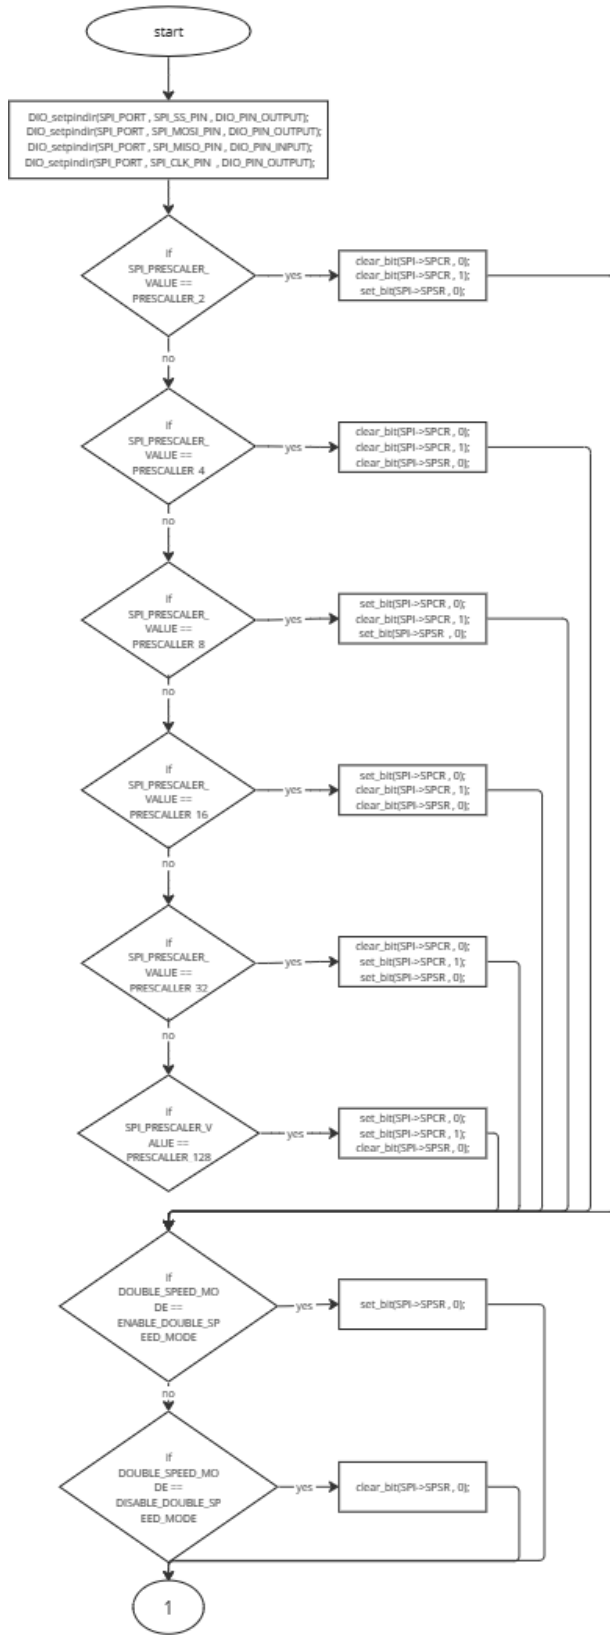 start
DIO_setpindir(SPI_PORT , SPI_SS_PIN , DIO_PIN_OUTPUT);
DIO_setpindir(SPI_PORT , SPI_MOSI_PIN , DIO_PIN_OUTPUT);
DIO_setpindir(SPI_PORT , SPI_MISO_PIN , DIO_PIN_INPUT);
DIO_setpindir(SPI_PORT , SPI_CLK_PIN , DIO_PIN_OUTPUT);
If
SPI_PRESCALER_
VALUE ==
PRESCALLER_2
yes
clear_bit(SPI->SPCR , 0);
clear_bit(SPI->SPCR , 1);
set_bit(SPI->SPSR , 0);
no
If
SPI_PRESCALER_
VALUE ==
PRESCALLER_4
yes
clear_bit(SPI->SPCR , 0);
clear_bit(SPI->SPCR , 1);
clear_bit(SPI->SPSR , 0);
no
If
SPI_PRESCALER_
VALUE ==
PRESCALLER_8
yes
set_bit(SPI->SPCR , 0);
clear_bit(SPI->SPCR , 1);
set_bit(SPI->SPSR , 0);
no
If
SPI_PRESCALER_
VALUE ==
PRESCALLER_16
yes
set_bit(SPI->SPCR , 0);
clear_bit(SPI->SPCR , 1);
clear_bit(SPI->SPSR , 0);
no
If
SPI_PRESCALER_
VALUE ==
PRESCALLER_32
yes
clear_bit(SPI->SPCR , 0);
set_bit(SPI->SPCR , 1);
set_bit(SPI->SPSR , 0);
no
If
SPI_PRESCALER_V
ALUE ==
PRESCALLER_128
yes
set_bit(SPI->SPCR , 0);
set_bit(SPI->SPCR , 1);
clear_bit(SPI->SPSR , 0);
If
DOUBLE_SPEED_MO
DE ==
ENABLE_DOUBLE_SP
EED_MODE
yes
set_bit(SPI->SPSR , 0);
no
If
DOUBLE_SPEED_MO
DE ==
DISABLE_DOUBLE_SP
EED_MODE
yes
clear_bit(SPI->SPSR , 0);
1